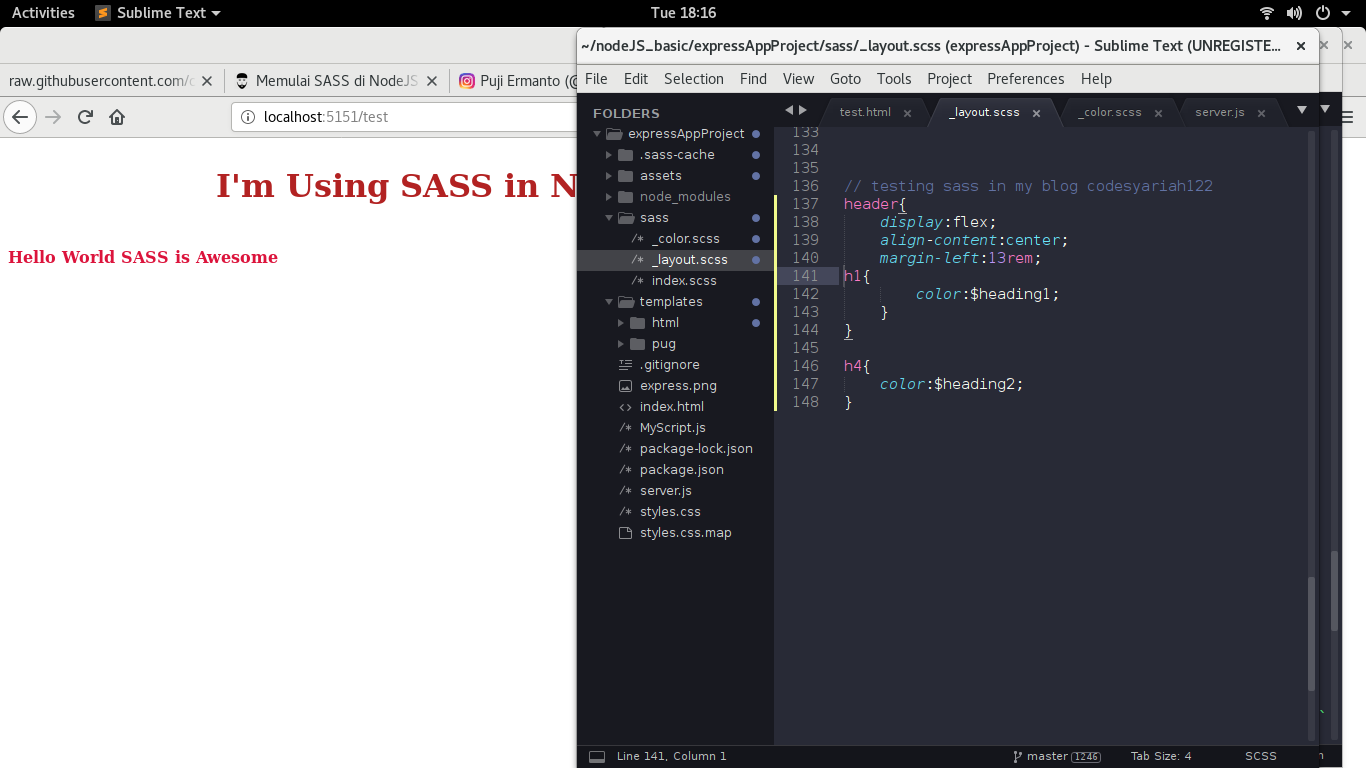 Activities Sublime Text Tue 18:16
~/nodeJS_basic/expressAppProject/sass/_layout.scss (expressAppProject) - Sublime Text (UNREGISTE...
raw.githubusercontent.com/c Memulai SASS di NodeJS Puji Ermanto (@
localhost:5151/test
I'm Using SASS in N
Hello World SASS is Awesome
File Edit Selection Find View Goto Tools Project Preferences Help
FOLDERS
expressAppProject
.sass-cache
assets
node_modules
sass
_color.scss
_layout.scss
index.scss
templates
html
pug
.gitignore
express.png
index.html
MyScript.js
package-lock.json
package.json
server.js
styles.css
styles.css.map
test.html _layout.scss _color.scss server.js
133
134
135
136 // testing sass in my blog codesyariah122
137 header{
138 display:flex;
139 align-content:center;
140 margin-left:13rem;
141 h1{
142 color:$heading1;
143 }
144 }
145
146 h4{
147 color:$heading2;
148 }
Line 141, Column 1 master 1246 Tab Size: 4 SCSS